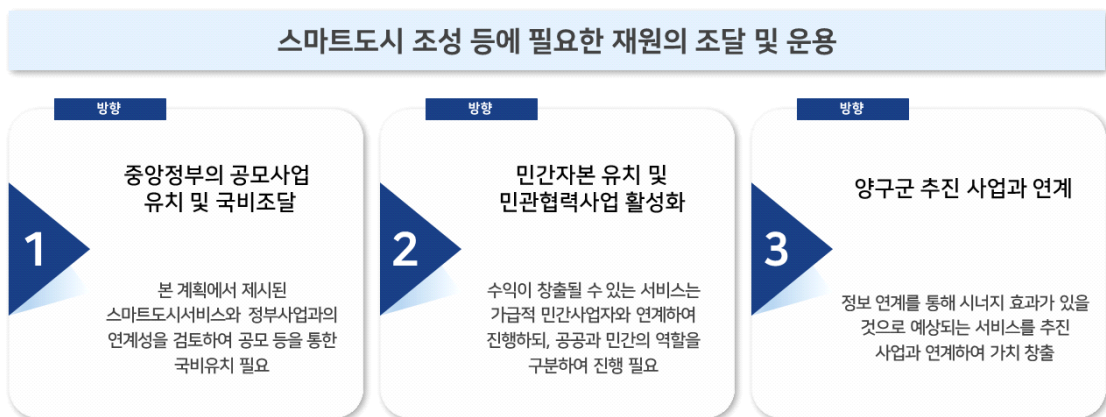 스마트도시 조성 등에 필요한 재원의 조달 및 운용
방향
1
중앙정부의 공모사업
유치 및 국비조달
본 계획에서 제시된
스마트도시서비스와 정부사업과의
연계성을 검토하여 공모 등을 통한
국비유치 필요
방향
2
민간자본 유치 및
민관협력사업 활성화
수익이 창출될 수 있는 서비스는
가급적 민간사업자와 연계하여
진행하되, 공공과 민간의 역할을
구분하여 진행 필요
방향
3
양구군 추진 사업과 연계
정보 연계를 통해 시너지 효과가 있을
것으로 예상되는 서비스를 추진
사업과 연계하여 가치 창출